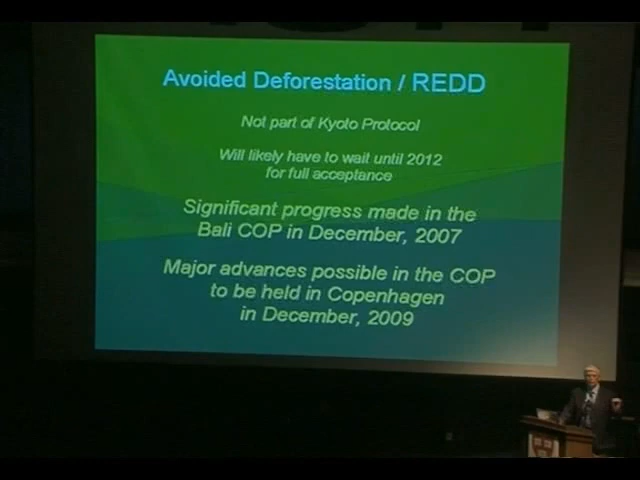 Avoided Deforestation / REDD
Not part of Kyoto Protocol
Will likely have to wait until 2012
for full acceptance
Significant progress made in the
Bali COP in December, 2007
Major advances possible in the COP
to be held in Copenhagen
in December, 2009